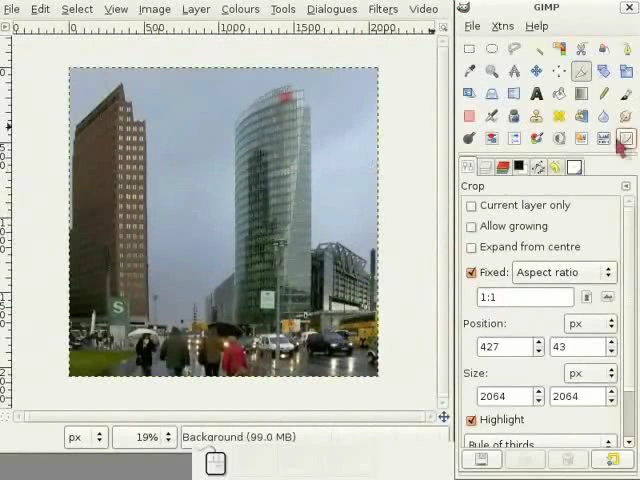 File Edit Select View Image Layer Colours Tools Dialogues Filters Video
GIMP
File Xtns Help
0 500 1000 1500 2000
S
Crop
Current layer only
Allow growing
Expand from centre
Fixed: Aspect ratio
1:1
Position: px
427 43
Size: px
2064 2064
Highlight
Rule of thirds
px 19% Background (99.0 MB)